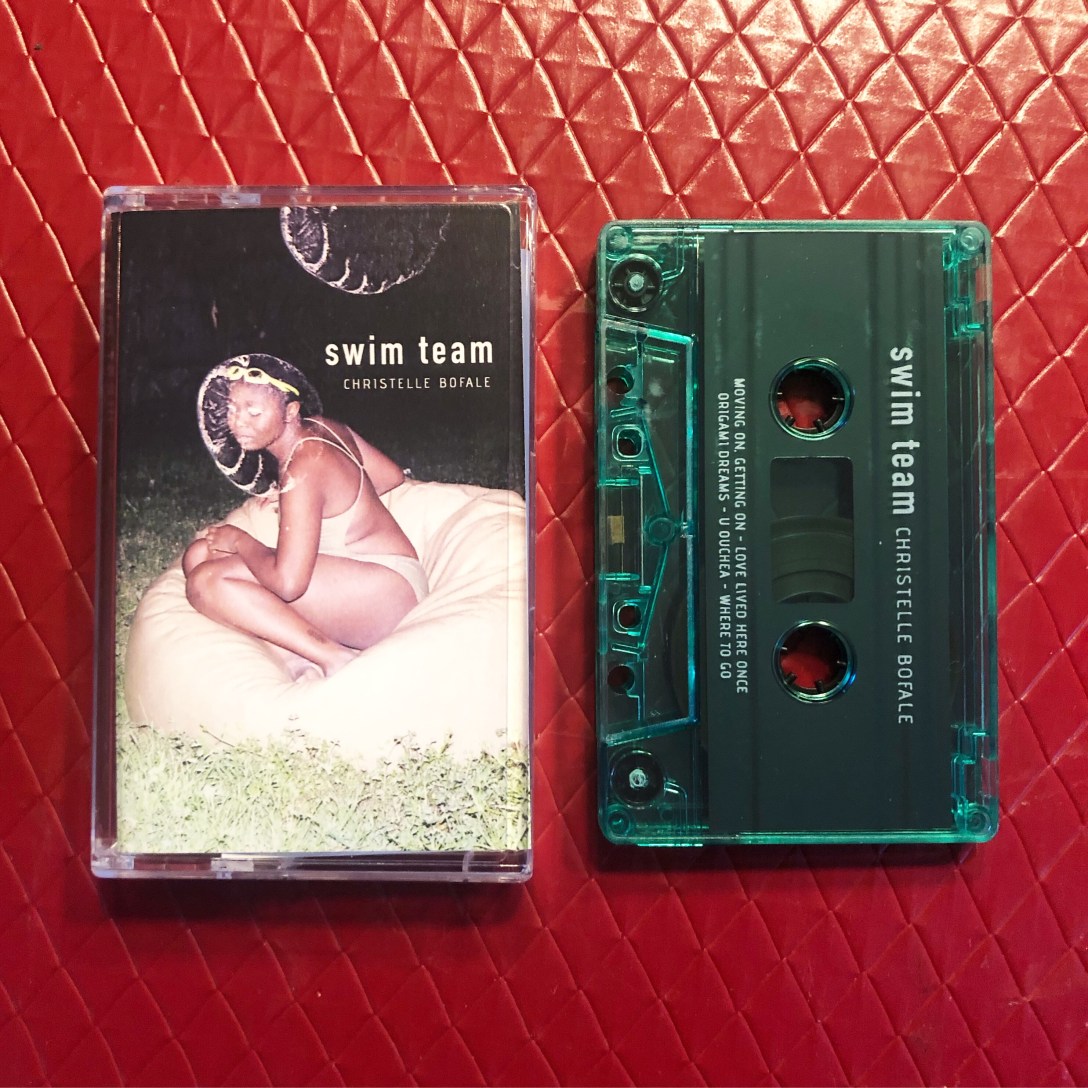 swim team
CHRISTELLE BOFALE
swim team CHRISTELLE BOFALE
MOVING ON, GETTING ON - LOVE LIVED HERE ONCE
ORIGAMI DREAMS - U OUCHEA - WHERE TO GO